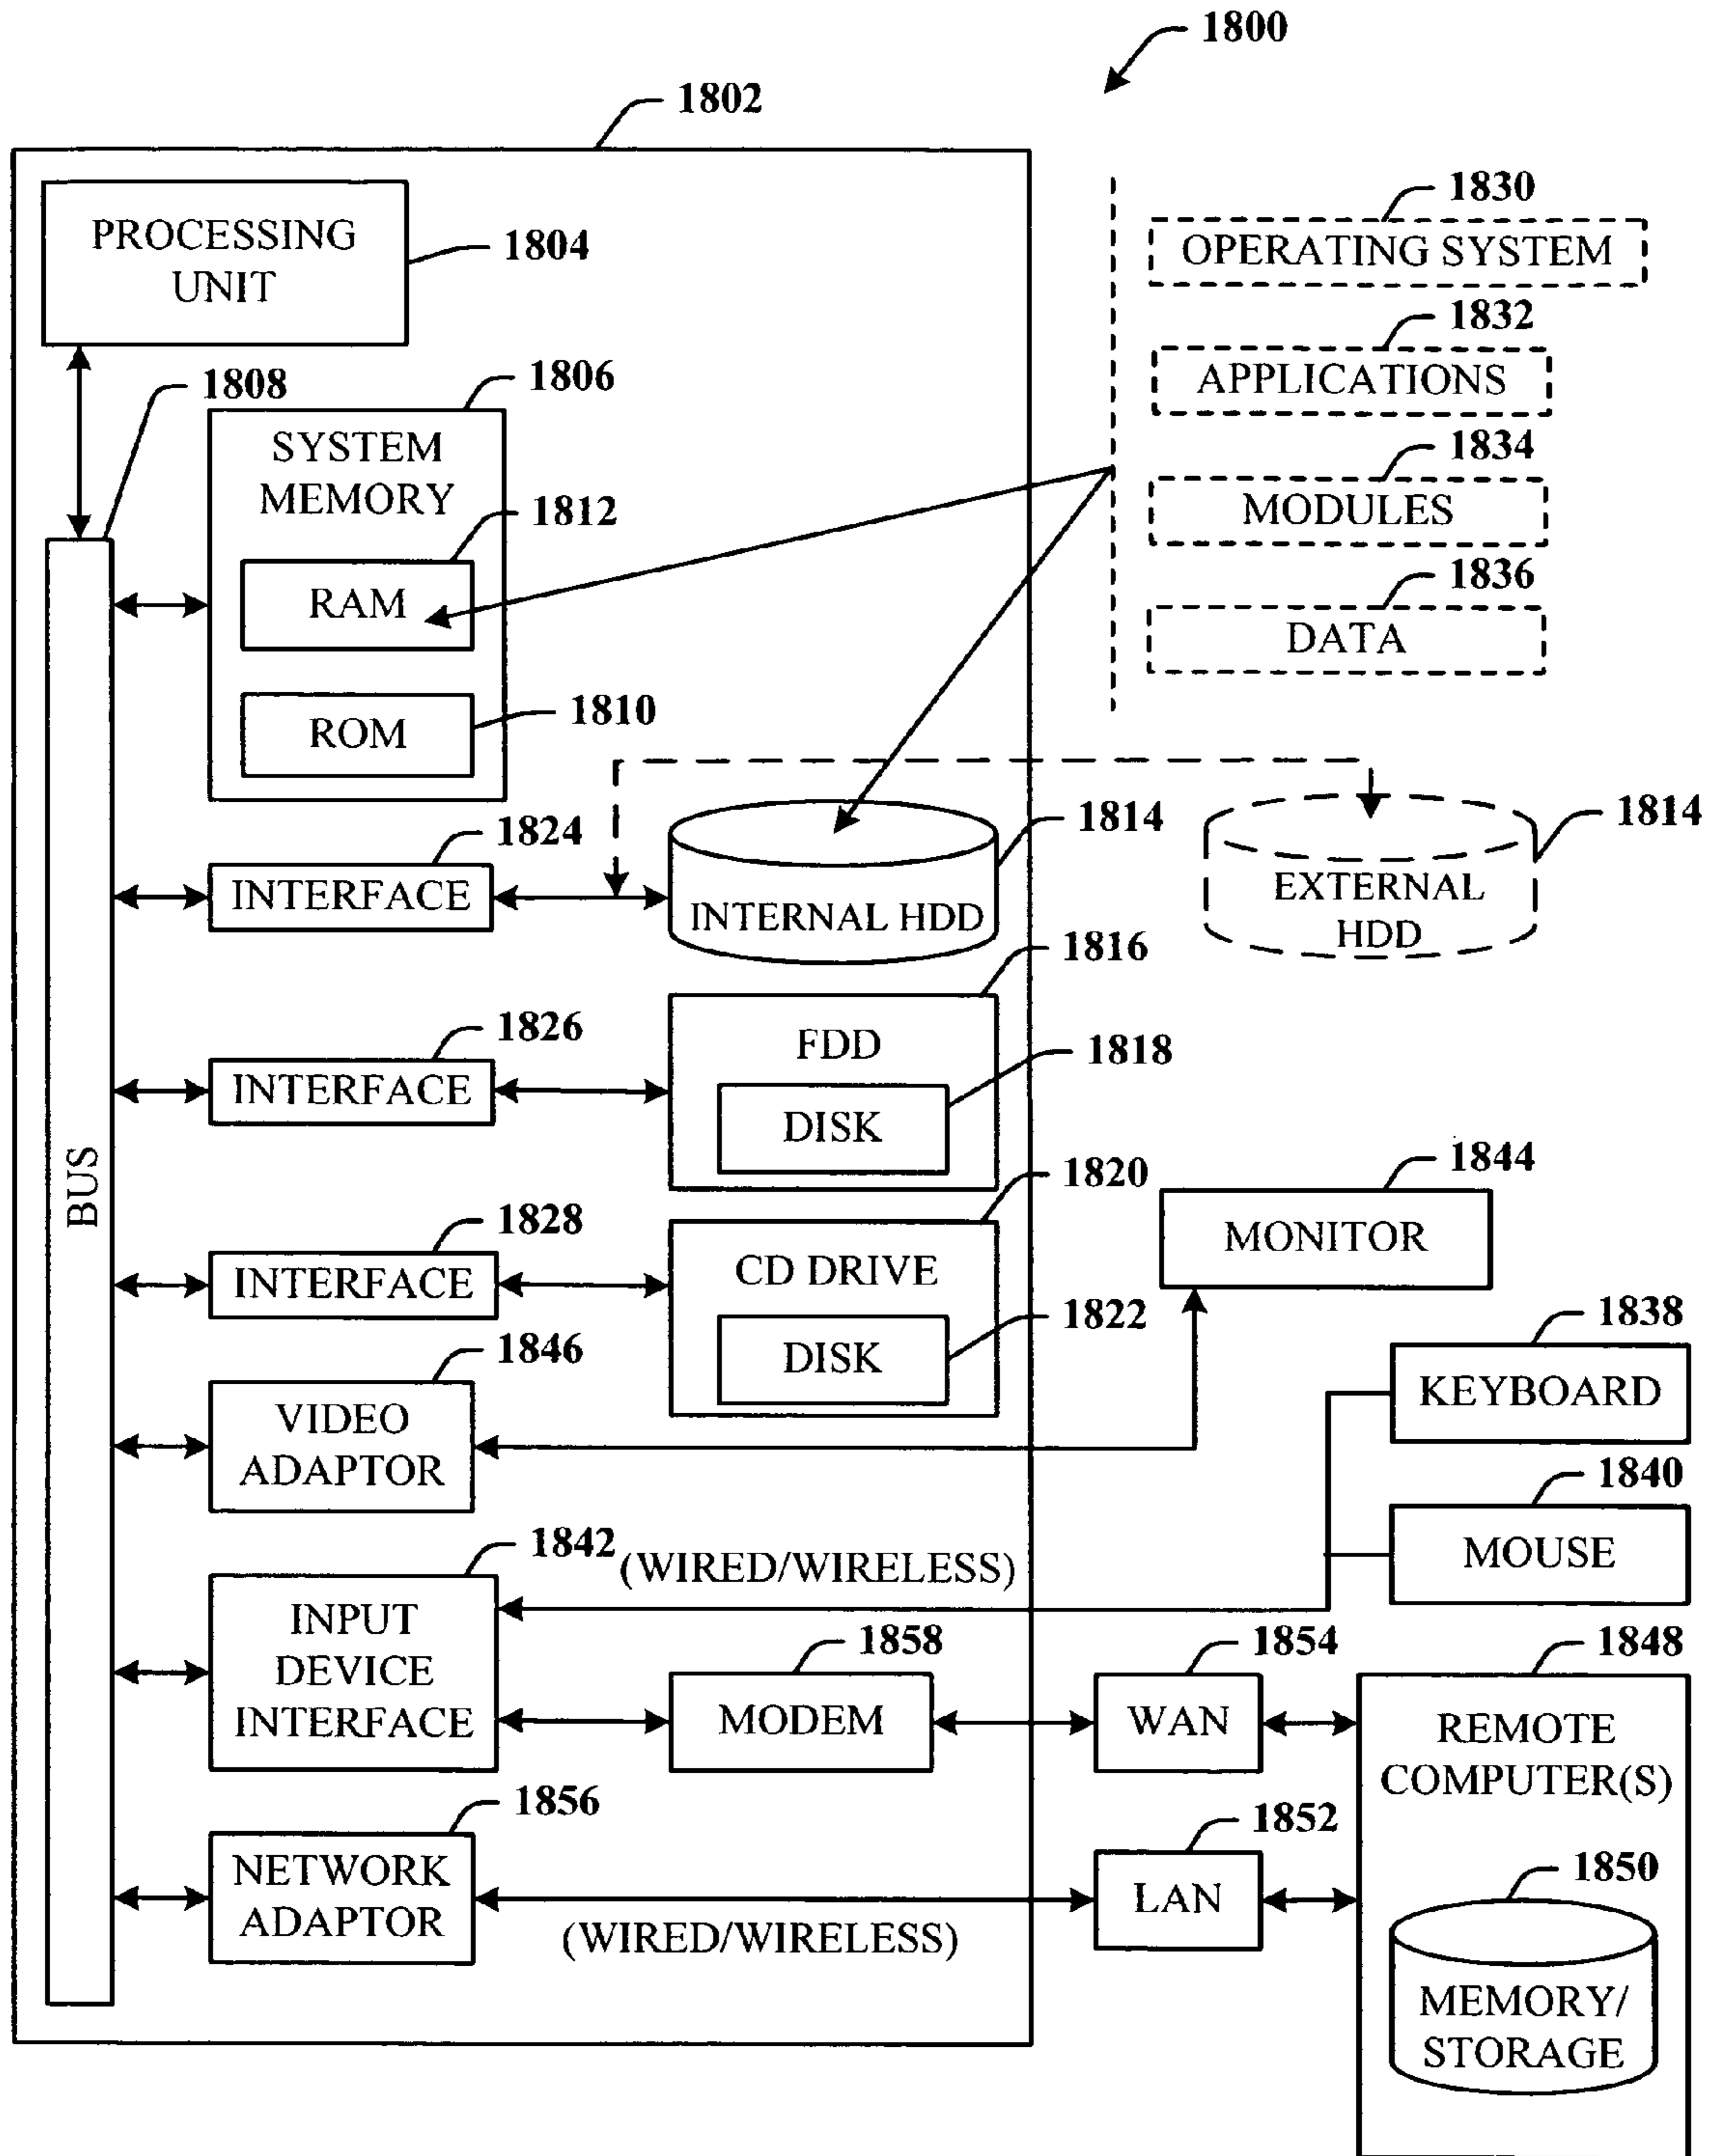 1800
1802
PROCESSING
UNIT
1804
1830
OPERATING SYSTEM
1832
APPLICATIONS
1834
MODULES
1836
DATA
1808
1806
SYSTEM
MEMORY
1812
RAM
1810
ROM
1824
INTERFACE
1814
INTERNAL HDD
1814
EXTERNAL
HDD
1816
FDD
1826
INTERFACE
1818
DISK
BUS
1820
CD DRIVE
1828
INTERFACE
1822
DISK
1844
MONITOR
1846
VIDEO
ADAPTOR
1838
KEYBOARD
1840
MOUSE
1842
(WIRED/WIRELESS)
INPUT
DEVICE
INTERFACE
1858
MODEM
1854
WAN
1848
REMOTE
COMPUTER(S)
1856
NETWORK
ADAPTOR
(WIRED/WIRELESS)
1852
LAN
1850
MEMORY/
STORAGE